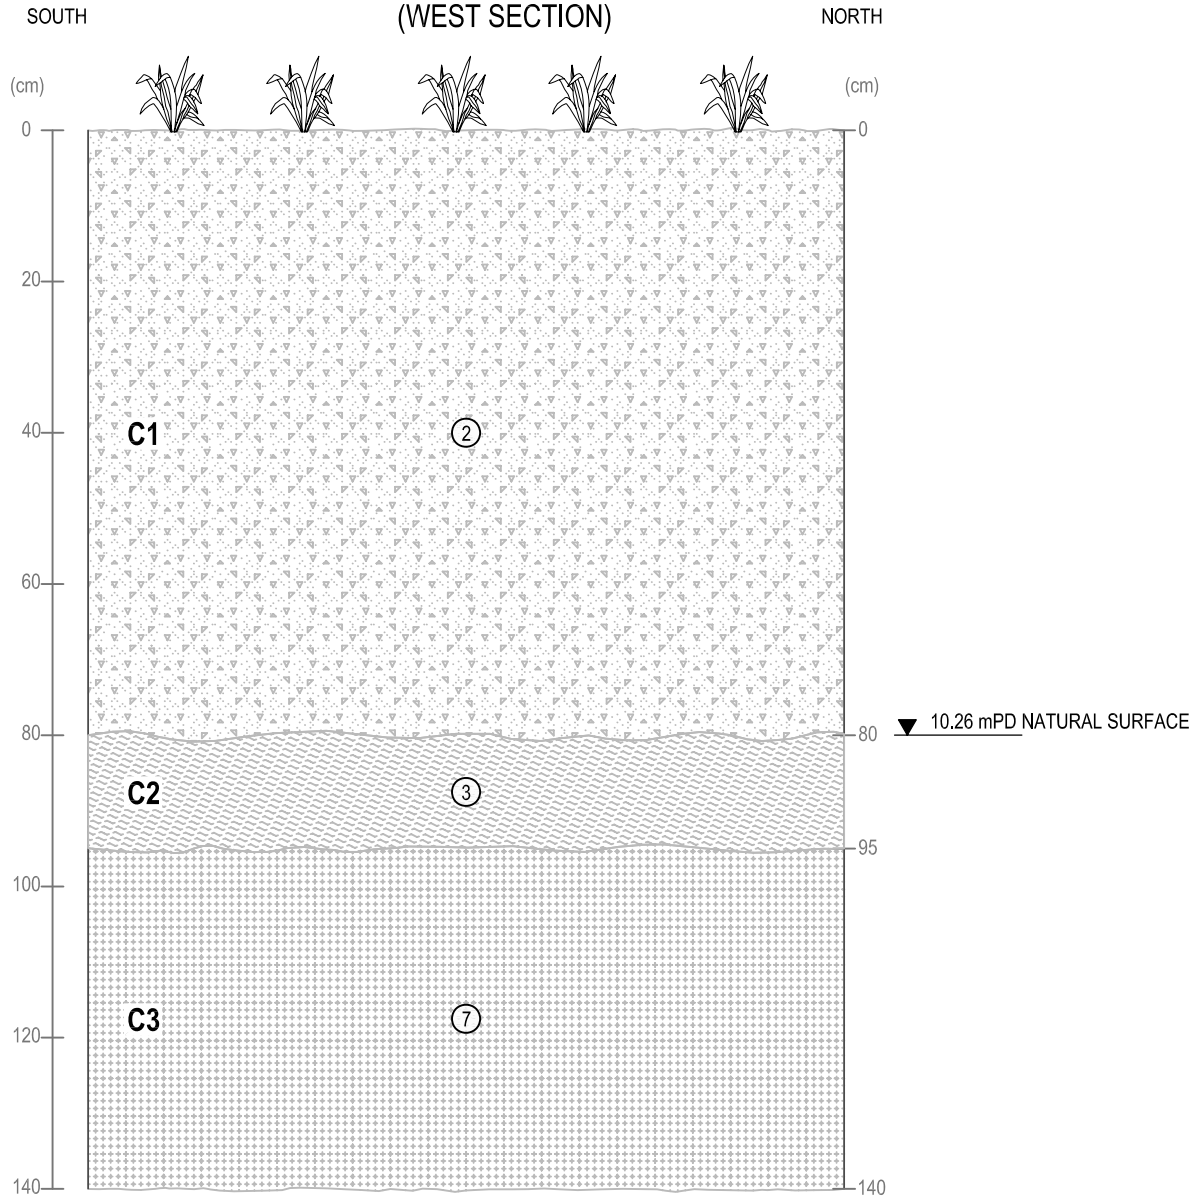 SOUTH (WEST SECTION) NORTH
(cm) (cm)
0 0
20
40 C1 2
60
80 80 10.26 mPD NATURAL SURFACE
C2 3
95
100
C3 7
120
140 140